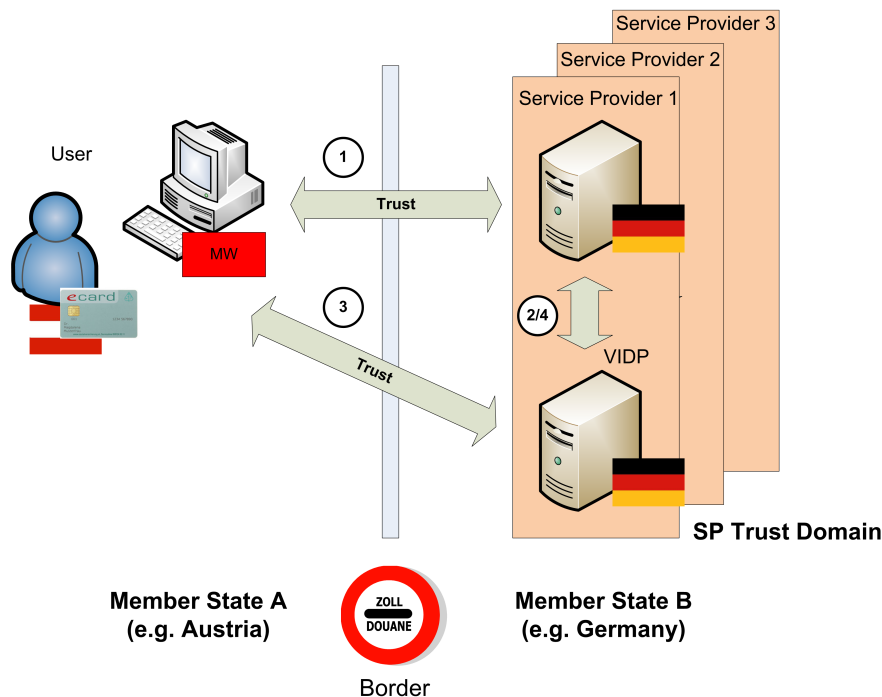 Service Provider 3
Service Provider 2
Service Provider 1
User
1
Trust
MW
ecard
3
2/4
Trust
VIDP
SP Trust Domain
Member State A
(e.g. Austria)
ZOLL
DOUANE
Member State B
(e.g. Germany)
Border